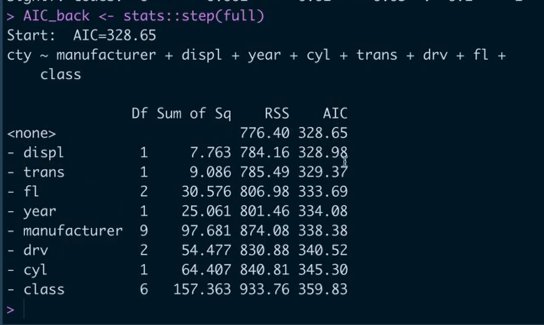 > AIC_back <- stats::step(full)
Start:  AIC=328.65
cty ~ manufacturer + displ + year + cyl + trans + drv + fl +
    class
               Df Sum of Sq    RSS    AIC
<none>                      776.40 328.65
- displ         1     7.763 784.16 328.98
- trans         1     9.086 785.49 329.37
- fl            2    30.576 806.98 333.69
- year          1    25.061 801.46 334.08
- manufacturer  9    97.681 874.08 338.38
- drv           2    54.477 830.88 340.52
- cyl           1    64.407 840.81 345.30
- class         6   157.363 933.76 359.83
>